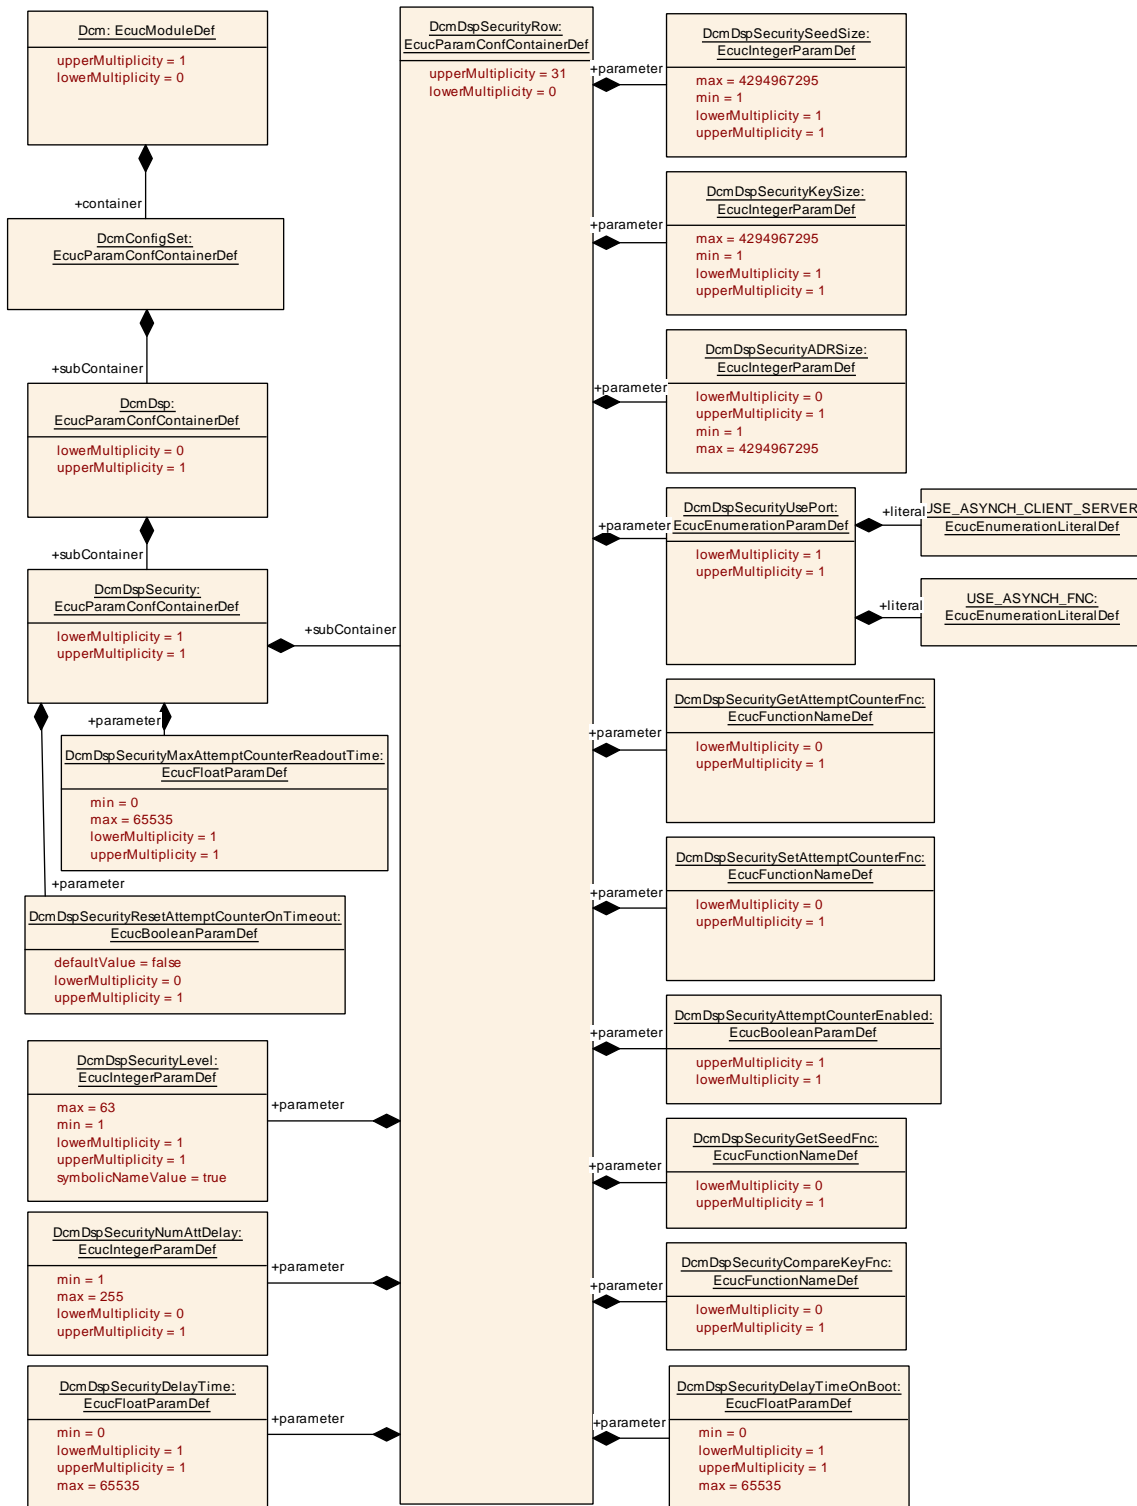 Dcm: EcucModuleDef
upperMultiplicity = 1
lowerMultiplicity = 0
+container
DcmConfigSet:
EcucParamConfContainerDef
+subContainer
DcmDsp:
EcucParamConfContainerDef
lowerMultiplicity = 0
upperMultiplicity = 1
+subContainer
DcmDspSecurity:
EcucParamConfContainerDef
lowerMultiplicity = 1
upperMultiplicity = 1
+subContainer
+parameter
DcmDspSecurityMaxAttemptCounterReadoutTime:
EcucFloatParamDef
min = 0
max = 65535
lowerMultiplicity = 1
upperMultiplicity = 1
+parameter
DcmDspSecurityResetAttemptCounterOnTimeout:
EcucBooleanParamDef
defaultValue = false
lowerMultiplicity = 0
upperMultiplicity = 1
DcmDspSecurityLevel:
EcucIntegerParamDef
max = 63
min = 1
lowerMultiplicity = 1
upperMultiplicity = 1
symbolicNameValue = true
+parameter
DcmDspSecurityNumAttDelay:
EcucIntegerParamDef
min = 1
max = 255
lowerMultiplicity = 0
upperMultiplicity = 1
+parameter
DcmDspSecurityDelayTime:
EcucFloatParamDef
min = 0
lowerMultiplicity = 1
upperMultiplicity = 1
max = 65535
+parameter
DcmDspSecurityRow:
EcucParamConfContainerDef
upperMultiplicity = 31
lowerMultiplicity = 0
+parameter
DcmDspSecuritySeedSize:
EcucIntegerParamDef
max = 4294967295
min = 1
lowerMultiplicity = 1
upperMultiplicity = 1
+parameter
DcmDspSecurityKeySize:
EcucIntegerParamDef
max = 4294967295
min = 1
lowerMultiplicity = 1
upperMultiplicity = 1
+parameter
DcmDspSecurityADRSize:
EcucIntegerParamDef
lowerMultiplicity = 0
upperMultiplicity = 1
min = 1
max = 4294967295
+parameter
DcmDspSecurityUsePort:
EcucEnumerationParamDef
lowerMultiplicity = 1
upperMultiplicity = 1
+literal
USE_ASYNCH_CLIENT_SERVER:
EcucEnumerationLiteralDef
+literal
USE_ASYNCH_FNC:
EcucEnumerationLiteralDef
+parameter
DcmDspSecurityGetAttemptCounterFnc:
EcucFunctionNameDef
lowerMultiplicity = 0
upperMultiplicity = 1
+parameter
DcmDspSecuritySetAttemptCounterFnc:
EcucFunctionNameDef
lowerMultiplicity = 0
upperMultiplicity = 1
+parameter
DcmDspSecurityAttemptCounterEnabled:
EcucBooleanParamDef
upperMultiplicity = 1
lowerMultiplicity = 1
+parameter
DcmDspSecurityGetSeedFnc:
EcucFunctionNameDef
lowerMultiplicity = 0
upperMultiplicity = 1
+parameter
DcmDspSecurityCompareKeyFnc:
EcucFunctionNameDef
lowerMultiplicity = 0
upperMultiplicity = 1
+parameter
DcmDspSecurityDelayTimeOnBoot:
EcucFloatParamDef
min = 0
lowerMultiplicity = 1
upperMultiplicity = 1
max = 65535